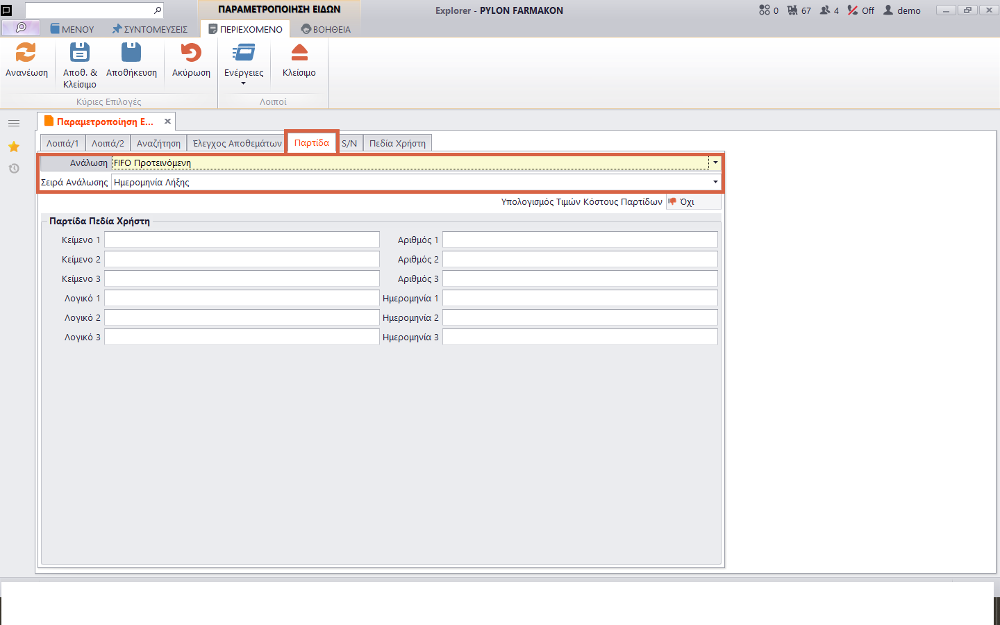 ΠΑΡΑΜΕΤΡΟΠΟΙΗΣΗ ΕΙΔΩΝ
Explorer - PYLON FARMAKON
0 67 4 Off demo
ΜΕΝΟΥ ΣΥΝΤΟΜΕΥΣΕΙΣ ΠΕΡΙΕΧΟΜΕΝΟ ΒΟΗΘΕΙΑ
Ανανέωση Αποθ. & Κλείσιμο Αποθήκευση Ακύρωση Ενέργειες Κλείσιμο
Κύριες Επιλογές Λοιποί
Παραμετροποίηση Ε...
Λοιπά/1 Λοιπά/2 Αναζήτηση Έλεγχος Αποθεμάτων Παρτίδα S/N Πεδία Χρήστη
Ανάλωση FIFO Προτεινόμενη
Σειρά Ανάλωσης Ημερομηνία Λήξης
Υπολογισμός Τιμών Κόστους Παρτίδων Όχι
Παρτίδα Πεδία Χρήστη
Κείμενο 1 Αριθμός 1
Κείμενο 2 Αριθμός 2
Κείμενο 3 Αριθμός 3
Λογικό 1 Ημερομηνία 1
Λογικό 2 Ημερομηνία 2
Λογικό 3 Ημερομηνία 3